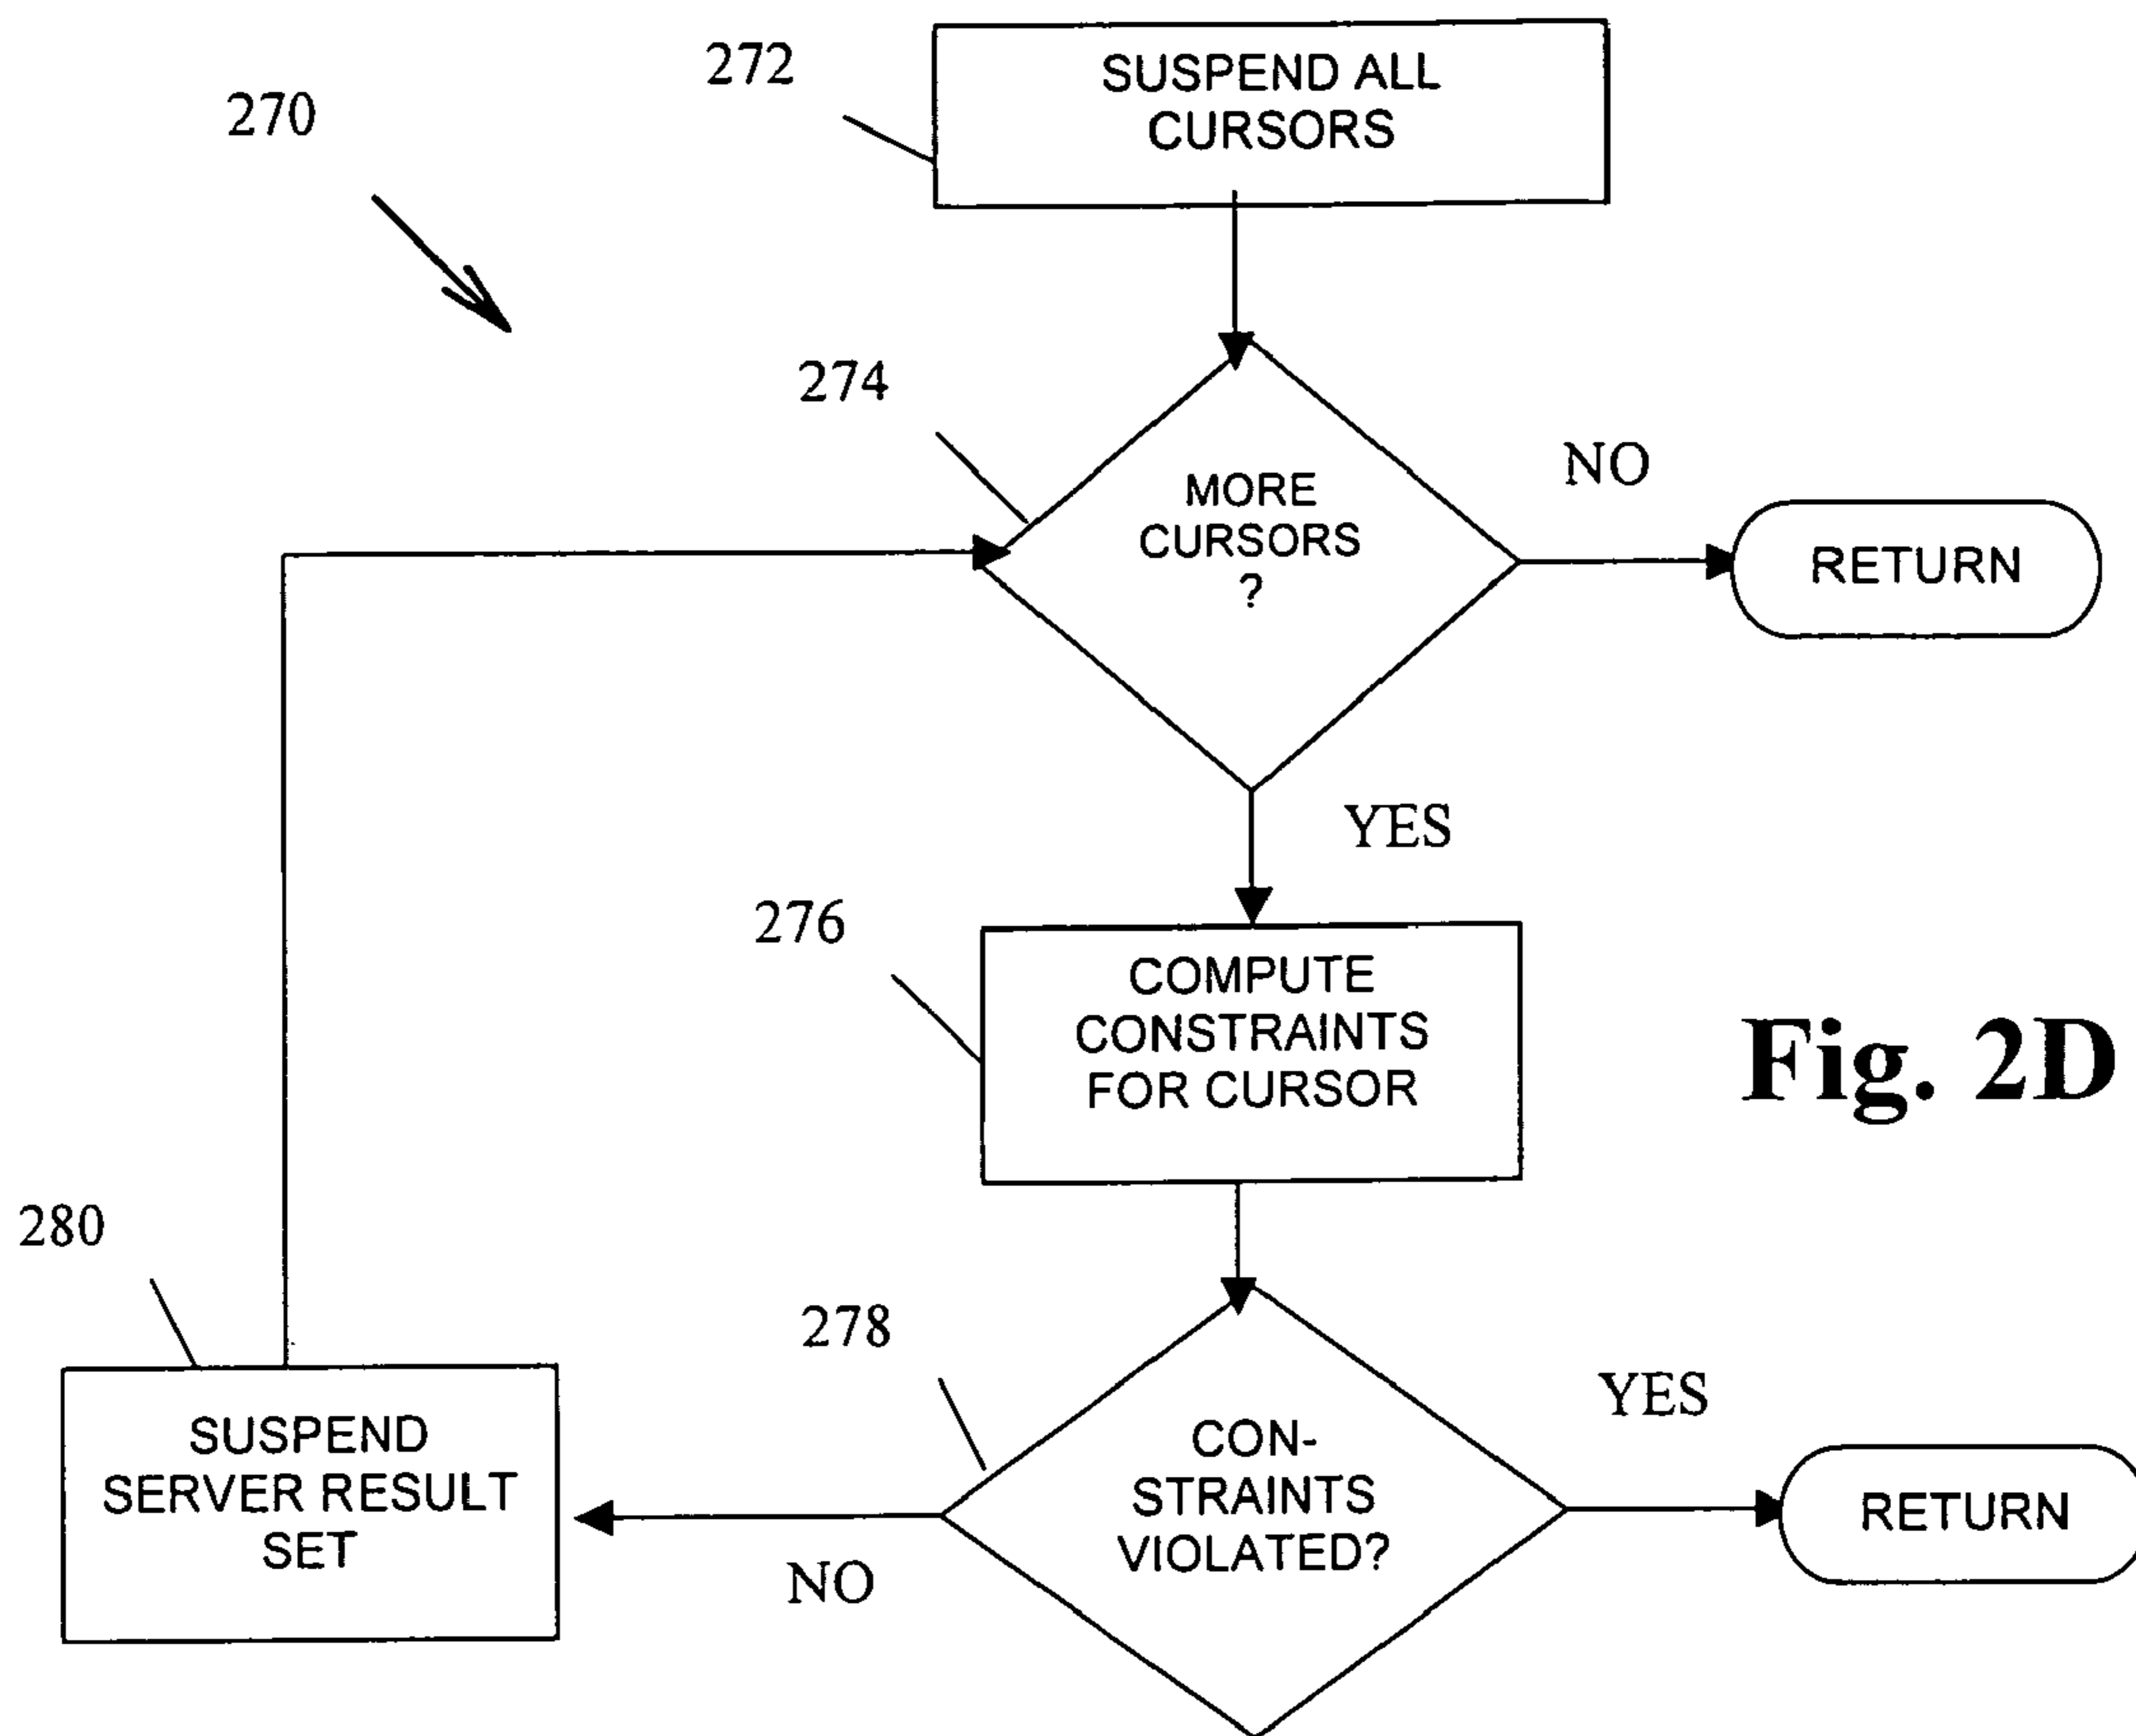 272
SUSPEND ALL
CURSORS
270
274
MORE
CURSORS
?
NO
RETURN
YES
276
COMPUTE
CONSTRAINTS
FOR CURSOR
Fig. 2D
280
SUSPEND
SERVER RESULT
SET
278
CON-
STRAINTS
VIOLATED?
YES
RETURN
NO